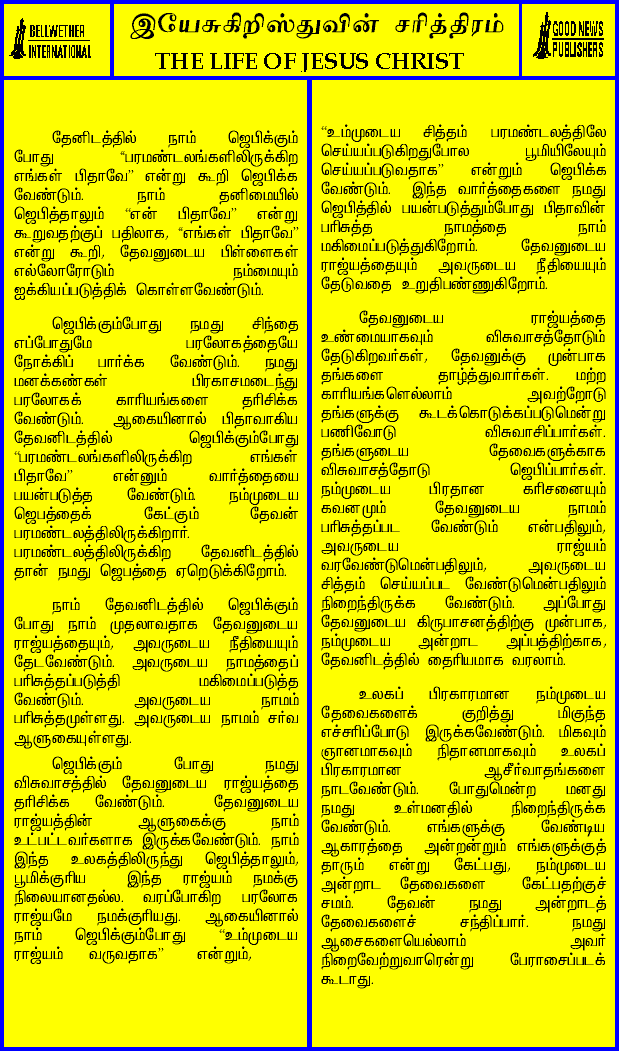 BELLWETHER
INTERNATIONAL
இயேசுகிறிஸ்துவின் சரித்திரம்
THE LIFE OF JESUS CHRIST
GOOD NEWS
PUBLISHERS
தேனிடத்தில் நாம் ஜெபிக்கும்
போது “பரமண்டலங்களிலிருக்கிற
எங்கள் பிதாவே” என்று கூறி ஜெபிக்க
வேண்டும். நாம் தனிமையில்
ஜெபித்தாலும் “என் பிதாவே” என்று
கூறுவதற்குப் பதிலாக, “எங்கள் பிதாவே”
என்று கூறி, தேவனுடைய பிள்ளைகள்
எல்லோரோடும் நம்மையும்
ஐக்கியப்படுத்திக் கொள்ளவேண்டும்.
ஜெபிக்கும்போது நமது சிந்தை
எப்போதுமே பரலோகத்தையே
நோக்கிப் பார்க்க வேண்டும். நமது
மனக்கண்கள் பிரகாசமடைந்து
பரலோகக் காரியங்களை தரிசிக்க
வேண்டும். ஆகையினால் பிதாவாகிய
தேவனிடத்தில் ஜெபிக்கும்போது
“பரமண்டலங்களிலிருக்கிற எங்கள்
பிதாவே” என்னும் வார்த்தையை
பயன்படுத்த வேண்டும். நம்முடைய
ஜெபத்தைக் கேட்கும் தேவன்
பரமண்டலத்திலிருக்கிறார்.
பரமண்டலத்திலிருக்கிற தேவனிடத்தில்
தான் நமது ஜெபத்தை ஏறெடுக்கிறோம்.
நாம் தேவனிடத்தில் ஜெபிக்கும்
போது நாம் முதலாவதாக தேவனுடைய
ராஜ்யத்தையும், அவருடைய நீதியையும்
தேடவேண்டும். அவருடைய நாமத்தைப்
பரிசுத்தப்படுத்தி மகிமைப்படுத்த
வேண்டும். அவருடைய நாமம்
பரிசுத்தமுள்ளது. அவருடைய நாமம் சர்வ
ஆளுகையுள்ளது.
ஜெபிக்கும் போது நமது
விசுவாசத்தில் தேவனுடைய ராஜ்யத்தை
தரிசிக்க வேண்டும். தேவனுடைய
ராஜ்யத்தின் ஆளுகைக்கு நாம்
உட்பட்டவர்களாக இருக்கவேண்டும். நாம்
இந்த உலகத்திலிருந்து ஜெபித்தாலும்,
பூமிக்குரிய இந்த ராஜ்யம் நமக்கு
நிலையானதல்ல. வரப்போகிற பரலோக
ராஜ்யமே நமக்குரியது. ஆகையினால்
நாம் ஜெபிக்கும்போது “உம்முடைய
ராஜ்யம் வருவதாக” என்றும்,
“உம்முடைய சித்தம் பரமண்டலத்திலே
செய்யப்படுகிறதுபோல பூமியிலேயும்
செய்யப்படுவதாக” என்றும் ஜெபிக்க
வேண்டும். இந்த வார்த்தைகளை நமது
ஜெபத்தில் பயன்படுத்தும்போது பிதாவின்
பரிசுத்த நாமத்தை நாம்
மகிமைப்படுத்துகிறோம். தேவனுடைய
ராஜ்யத்தையும் அவருடைய நீதியையும்
தேடுவதை உறுதிபண்ணுகிறோம்.
தேவனுடைய ராஜ்யத்தை
உண்மையாகவும் விசுவாசத்தோடும்
தேடுகிறவர்கள், தேவனுக்கு முன்பாக
தங்களை தாழ்த்துவார்கள். மற்ற
காரியங்களெல்லாம் அவற்றோடு
தங்களுக்கு கூடக்கொடுக்கப்படுமென்று
பணிவோடு விசுவாசிப்பார்கள்.
தங்களுடைய தேவைகளுக்காக
விசுவாசத்தோடு ஜெபிப்பார்கள்.
நம்முடைய பிரதான கரிசனையும்
கவனமும் தேவனுடைய நாமம்
பரிசுத்தப்பட வேண்டும் என்பதிலும்,
அவருடைய ராஜ்யம்
வரவேண்டுமென்பதிலும், அவருடைய
சித்தம் செய்யப்பட வேண்டுமென்பதிலும்
நிறைந்திருக்க வேண்டும். அப்போது
தேவனுடைய கிருபாசனத்திற்கு முன்பாக,
நம்முடைய அன்றாட அப்பத்திற்காக,
தேவனிடத்தில் தைரியமாக வரலாம்.
உலகப் பிரகாரமான நம்முடைய
தேவைகளைக் குறித்து மிகுந்த
எச்சரிப்போடு இருக்கவேண்டும். மிகவும்
ஞானமாகவும் நிதானமாகவும் உலகப்
பிரகாரமான ஆசீர்வாதங்களை
நாடவேண்டும். போதுமென்ற மனது
நமது உள்மனதில் நிறைந்திருக்க
வேண்டும். எங்களுக்கு வேண்டிய
ஆகாரத்தை அன்றன்றும் எங்களுக்குத்
தாரும் என்று கேட்பது, நம்முடைய
அன்றாட தேவைகளை கேட்பதற்குச்
சமம். தேவன் நமது அன்றாடத்
தேவைகளைச் சந்திப்பார். நமது
ஆசைகளையெல்லாம் அவர்
நிறைவேற்றுவாரென்று பேராசைப்படக்
கூடாது.